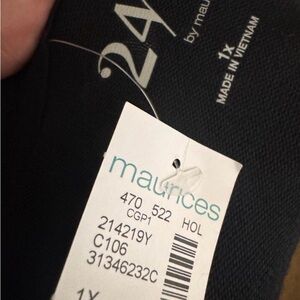 24/
by mau
1X
MADE IN VIETNAM
maurices
470 522 HOL
CGP1
214219Y
C106
31346232C
1X